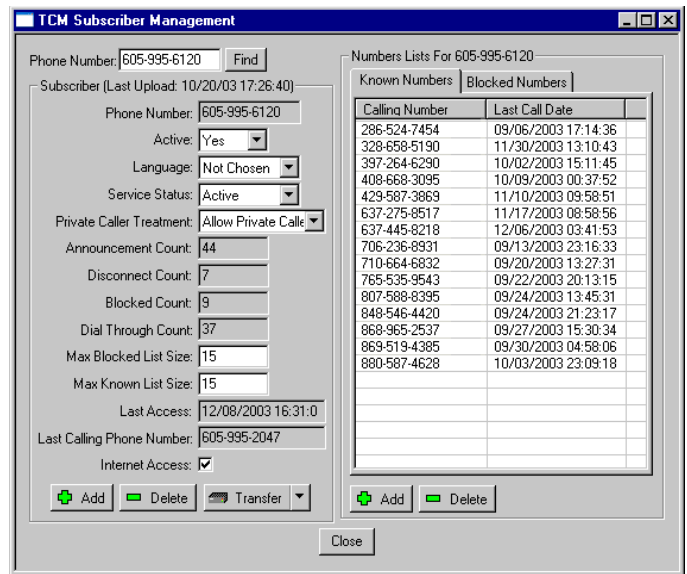 TCM Subscriber Management
Phone Number: 605-995-6120 Find
Subscriber (Last Upload: 10/20/03 17:26:40)
Phone Number: 605-995-6120
Active: Yes
Language: Not Chosen
Service Status: Active
Private Caller Treatment: Allow Private Calle
Announcement Count: 44
Disconnect Count: 7
Blocked Count: 9
Dial Through Count: 37
Max Blocked List Size: 15
Max Known List Size: 15
Last Access: 12/08/2003 16:31:0
Last Calling Phone Number: 605-995-2047
Internet Access:
Add Delete Transfer
Numbers Lists For 605-995-6120
Known Numbers Blocked Numbers
Calling Number Last Call Date
286-524-7454 09/06/2003 17:14:36
328-658-5190 11/30/2003 13:10:43
397-264-6290 10/02/2003 15:11:45
408-668-3095 10/09/2003 00:37:52
429-587-3869 11/10/2003 09:58:51
637-275-8517 11/17/2003 08:58:56
637-445-8218 12/06/2003 03:41:53
706-236-8931 09/13/2003 23:16:33
710-664-6832 09/20/2003 13:27:31
765-535-9543 09/22/2003 20:13:15
807-588-8395 09/24/2003 13:45:31
848-546-4420 09/24/2003 21:23:17
868-965-2537 09/27/2003 15:30:34
869-519-4385 09/30/2003 04:58:06
880-587-4628 10/03/2003 23:09:18
Add Delete
Close